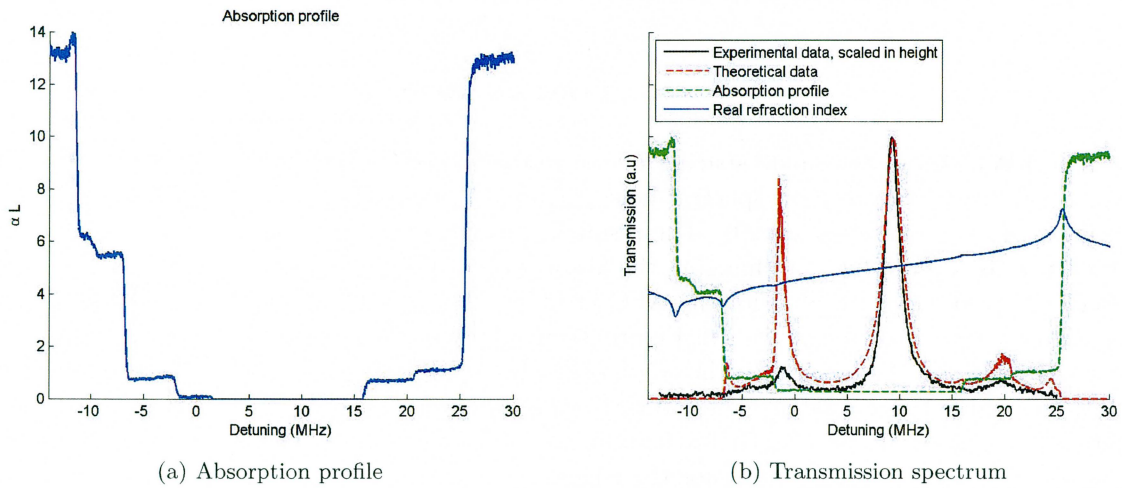 Absorption profile
14
12
10
8
6
4
2
0
α L
-10 -5 0 5 10 15 20 25 30
Detuning (MHz)
(a) Absorption profile
Experimental data, scaled in height
Theoretical data
Absorption profile
Real refraction index
Transmission (a.u)
-10 -5 0 5 10 15 20 25 30
Detuning (MHz)
(b) Transmission spectrum